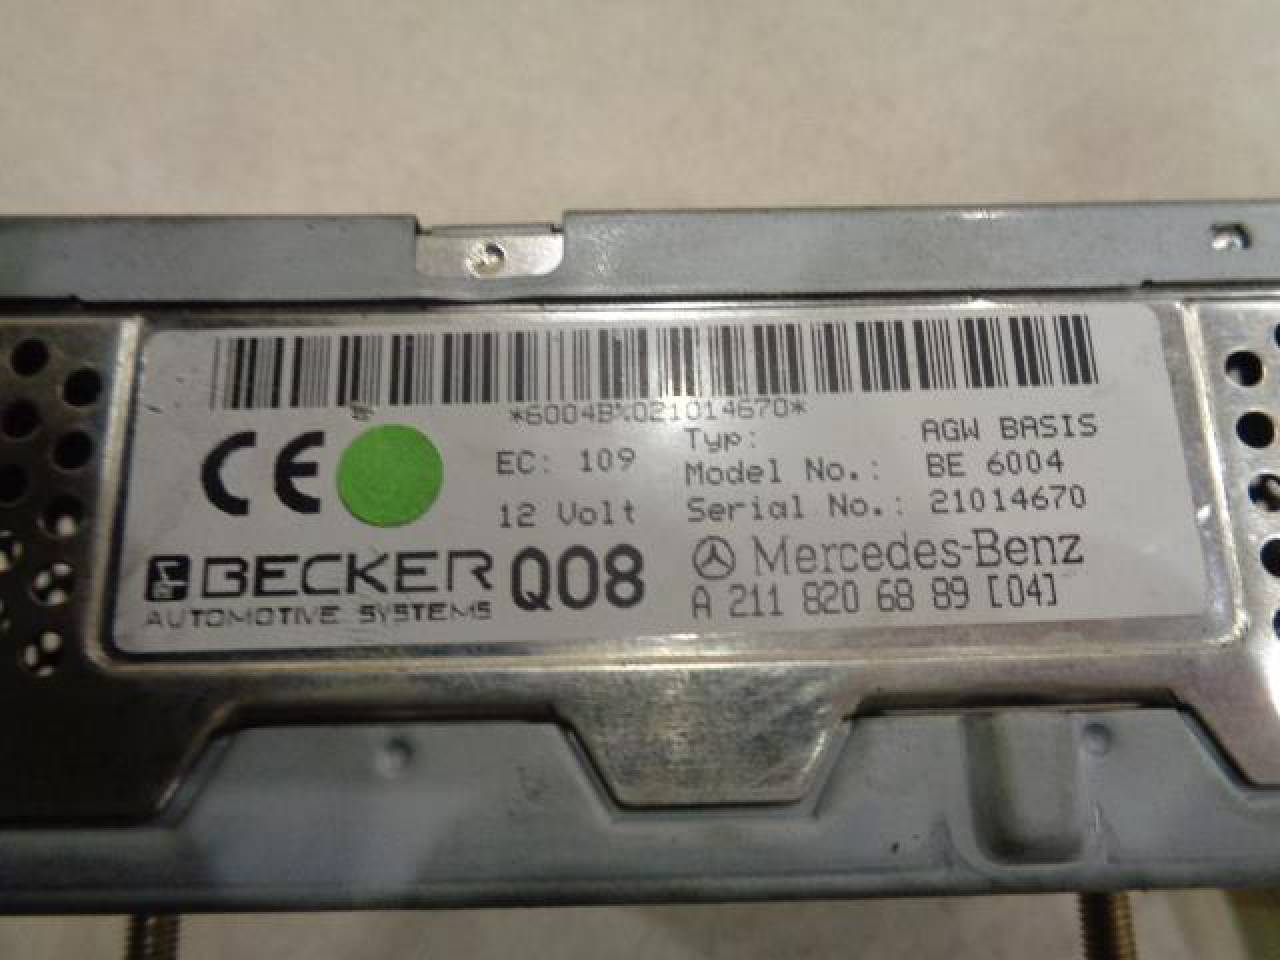 *6004B%021014670*
CE
EC: 109
12 Volt
Typ: AGW BASIS
Model No.: BE 6004
Serial No.: 21014670
BECKER
AUTOMOTIVE SYSTEMS
Q08
Mercedes-Benz
A 211 820 68 89 [04]